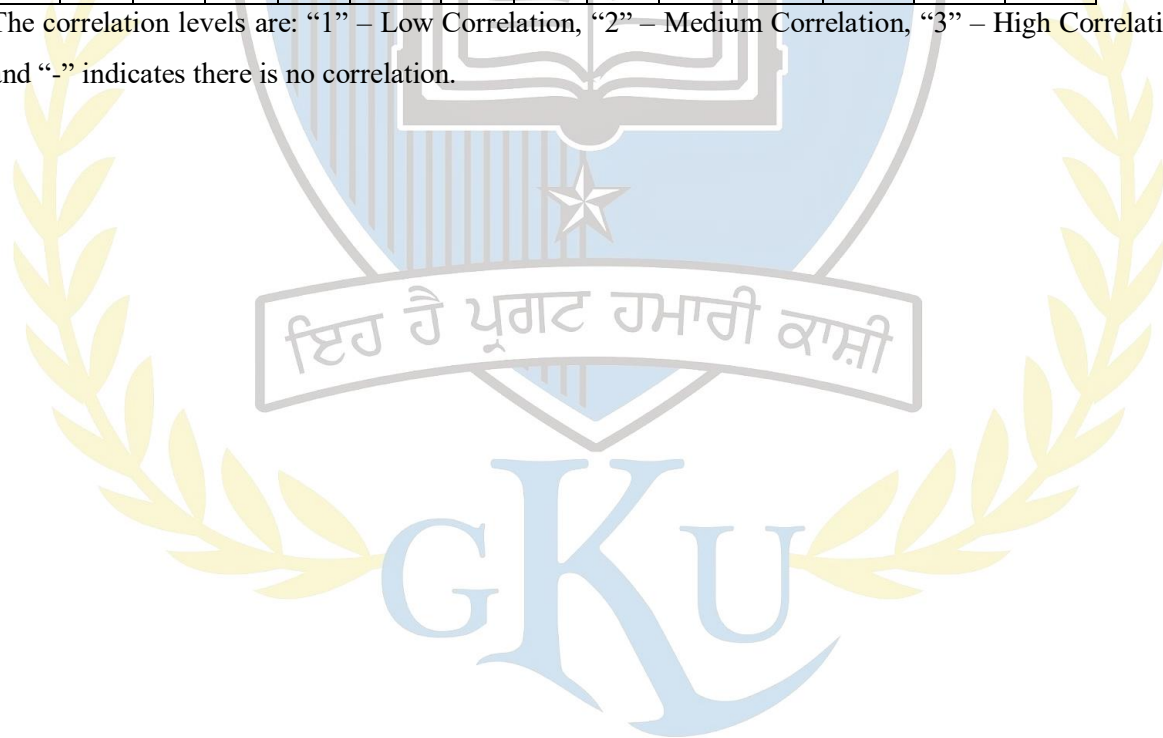 The correlation levels are: “1” – Low Correlation, “2” – Medium Correlation, “3” – High Correlati
and “-” indicates there is no correlation.
ਇਹ ਹੈ ਪ੍ਰਗਟ ਹਮਾਰੀ ਕਾਸ਼ੀ
GKU